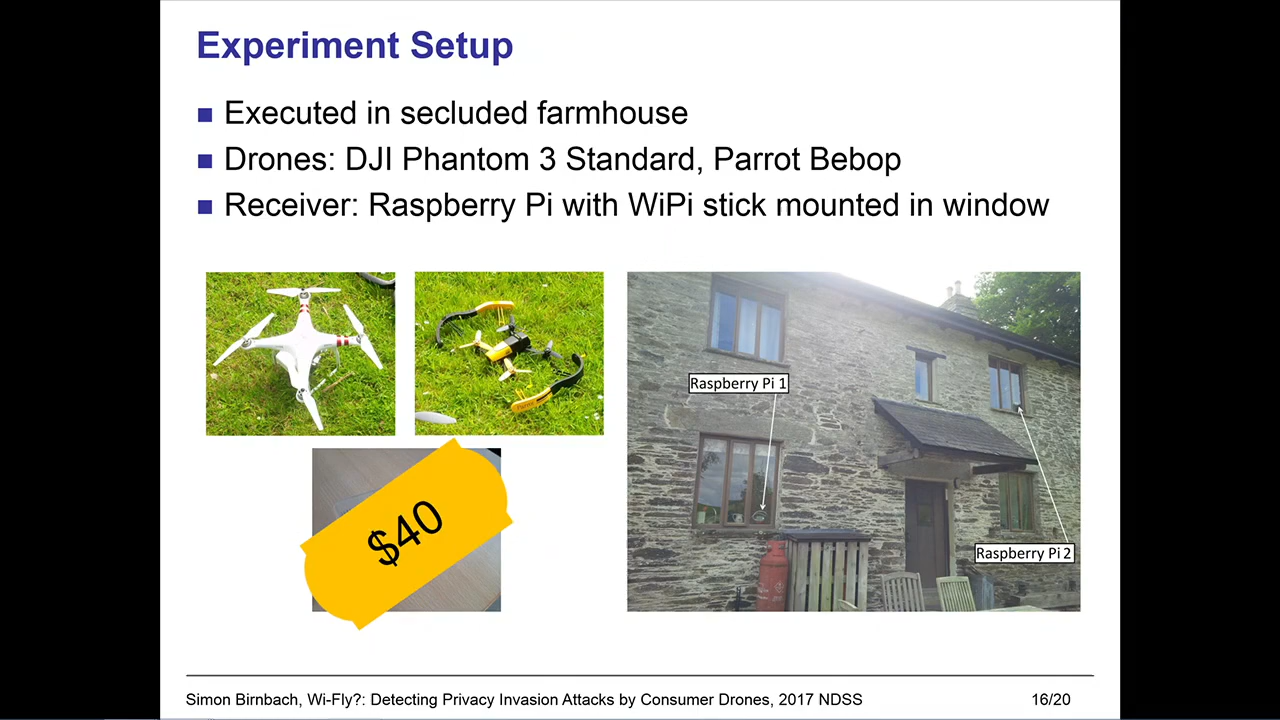 Experiment Setup
Executed in secluded farmhouse
Drones: DJI Phantom 3 Standard, Parrot Bebop
Receiver: Raspberry Pi with WiPi stick mounted in window
Raspberry Pi 1
$40
Raspberry Pi 2
Simon Birnbach, Wi-Fly?: Detecting Privacy Invasion Attacks by Consumer Drones, 2017 NDSS 16/20